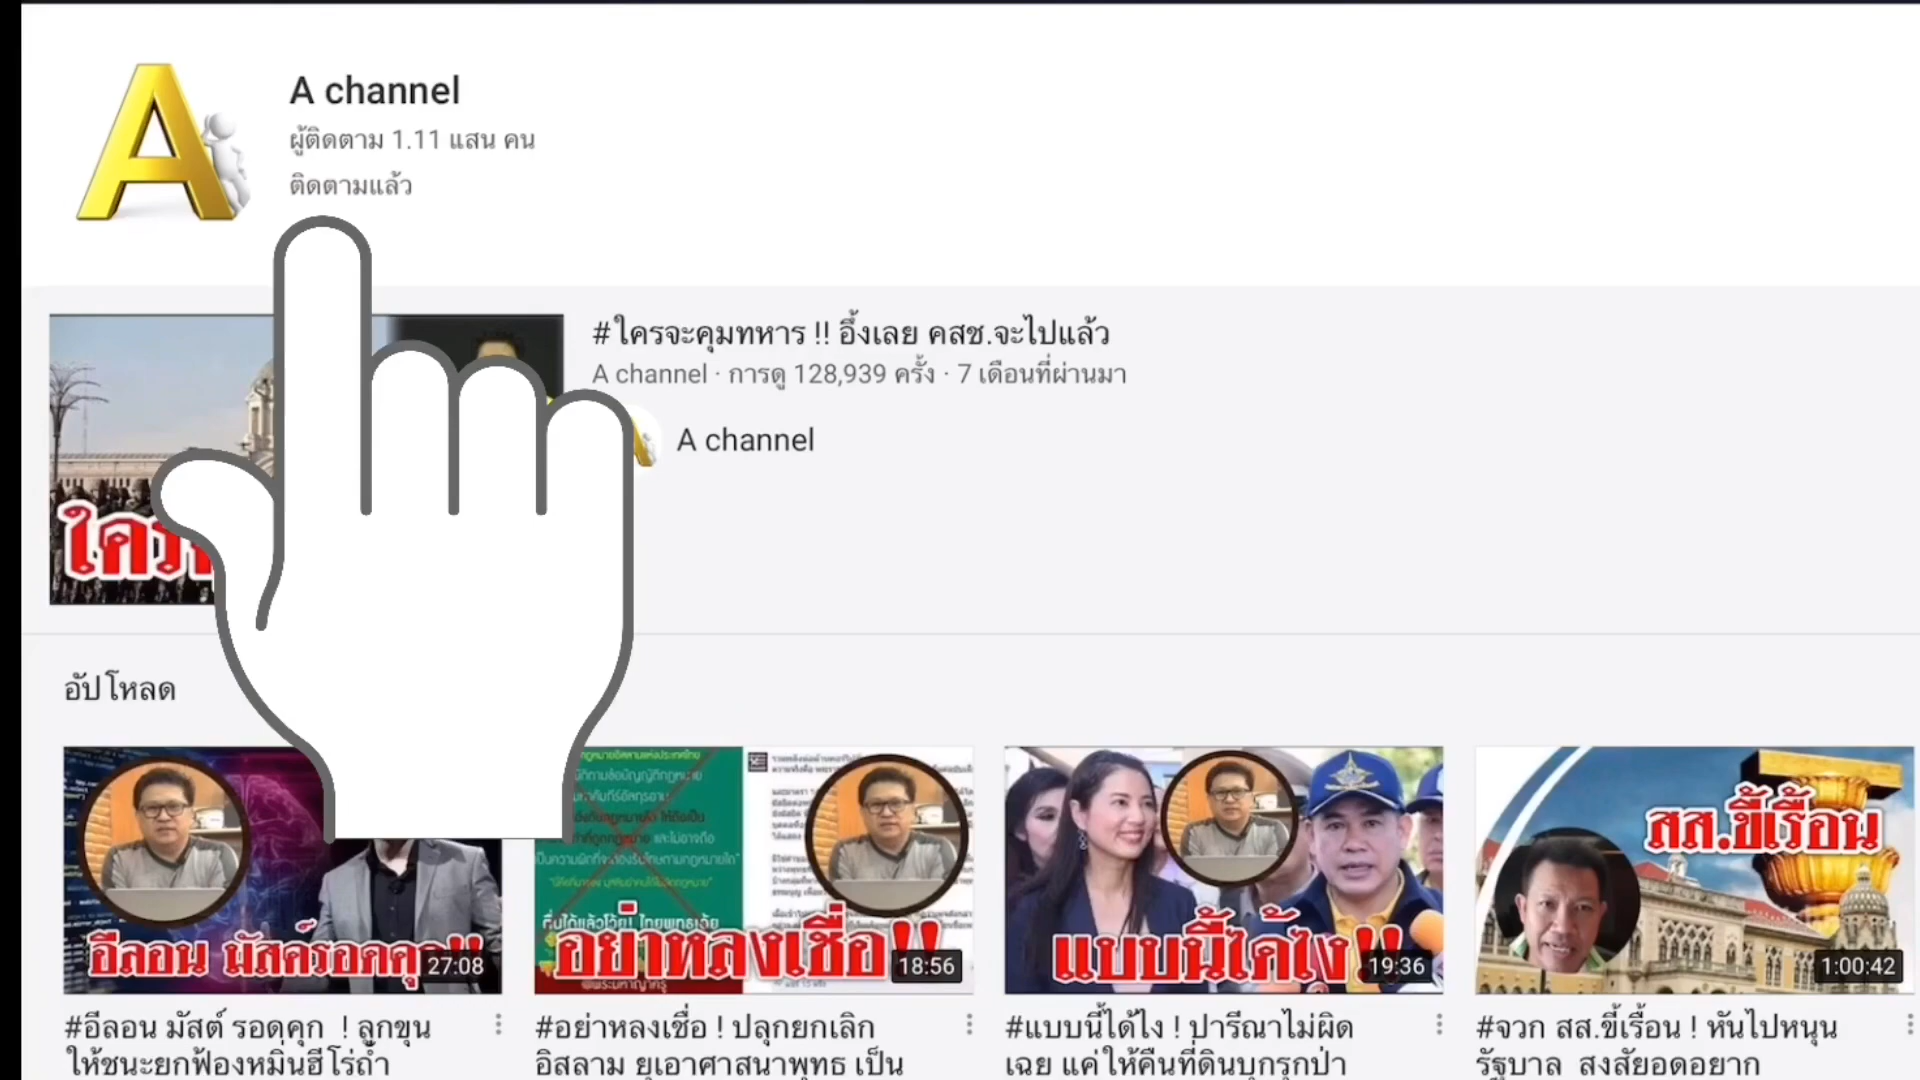 A channel
ผู้ติดตาม 1.11 แสน คน
ติดตามแล้ว
#ใครจะคุมทหาร !! อึ้งเลย คสช.จะไปแล้ว
A channel · การดู 128,939 ครั้ง · 7 เดือนที่ผ่านมา
A channel
อัปโหลด
อีลอน มัสต์รอดคุก!!
27:08
อย่าหลงเชื่อ!!
18:56
แบบนี้ได้ไง!!
19:36
สส.ขี้เรื้อน
1:00:42
#อีลอน มัสต์ รอดคุก ! ลูกขุน
ให้ชนะยกฟ้องหมิ่นฮีโร่ถ้ำ
#อย่าหลงเชื่อ ! ปลุกยกเลิก
อิสลาม ยุเอาศาสนาพุทธ เป็น
#แบบนี้ได้ไง ! ปารีณาไม่ผิด
เฉย แค่ให้คืนที่ดินบุกรุกป่า
#จวก สส.ขี้เรื้อน ! หันไปหนุน
รัฐบาล สงสัยอดอยาก